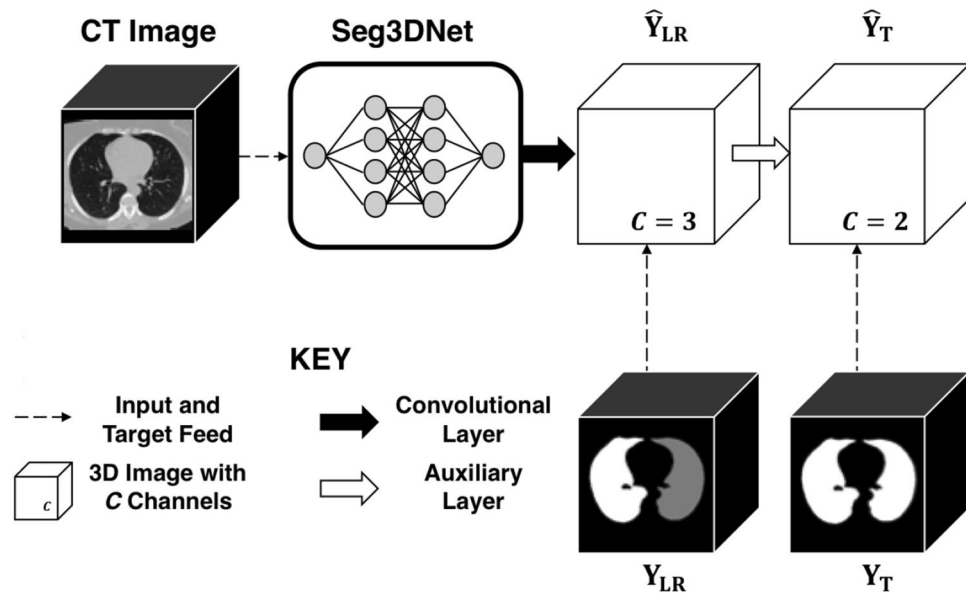 CT Image
Seg3DNet
Ŷ_LR
Ŷ_T
C = 3
C = 2
KEY
Input and
Target Feed
Convolutional
Layer
3D Image with
C Channels
C
Auxiliary
Layer
Y_LR
Y_T